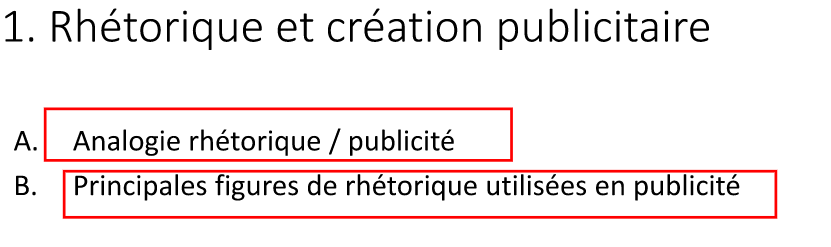 1. Rhétorique et création publicitaire
A. Analogie rhétorique / publicité
B. Principales figures de rhétorique utilisées en publicité